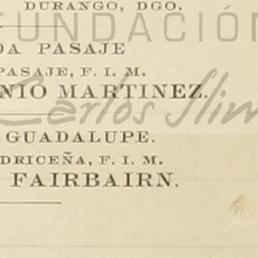 DURANGO, DGO.
FUNDACIÓN
DA PASAJE
PASAJE, F. I. M.
NIO MARTINEZ.
Carlos Slim
GUADALUPE.
DRICEÑA, F. I. M.
FAIRBAIRN.